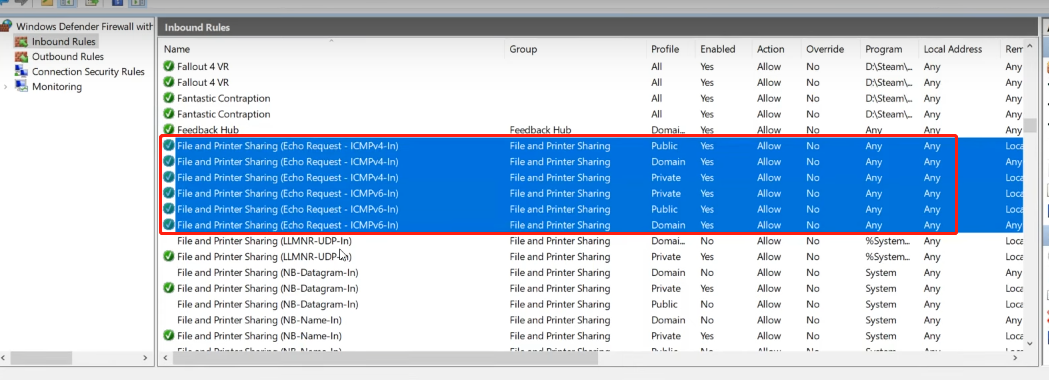 Windows Defender Firewall with
Inbound Rules
Outbound Rules
Connection Security Rules
Monitoring
Inbound Rules
Name Group Profile Enabled Action Override Program Local Address Rem
Fallout 4 VR All Yes Allow No D:\Steam\... Any Any
Fallout 4 VR All Yes Allow No D:\Steam\... Any Any
Fantastic Contraption All Yes Allow No D:\Steam\... Any Any
Fantastic Contraption All Yes Allow No D:\Steam\... Any Any
Feedback Hub Feedback Hub Domai... Yes Allow No Any Any Any
File and Printer Sharing (Echo Request - ICMPv4-In) File and Printer Sharing Public Yes Allow No Any Any Loca
File and Printer Sharing (Echo Request - ICMPv4-In) File and Printer Sharing Domain Yes Allow No Any Any Any
File and Printer Sharing (Echo Request - ICMPv4-In) File and Printer Sharing Private Yes Allow No Any Any Loca
File and Printer Sharing (Echo Request - ICMPv6-In) File and Printer Sharing Private Yes Allow No Any Any Loca
File and Printer Sharing (Echo Request - ICMPv6-In) File and Printer Sharing Public Yes Allow No Any Any Loca
File and Printer Sharing (Echo Request - ICMPv6-In) File and Printer Sharing Domain Yes Allow No Any Any Any
File and Printer Sharing (LLMNR-UDP-In) File and Printer Sharing Domai... No Allow No %System... Any Loca
File and Printer Sharing (LLMNR-UDP-In) File and Printer Sharing Private Yes Allow No %System... Any Loca
File and Printer Sharing (NB-Datagram-In) File and Printer Sharing Domain No Allow No System Any Any
File and Printer Sharing (NB-Datagram-In) File and Printer Sharing Private Yes Allow No System Any Loca
File and Printer Sharing (NB-Datagram-In) File and Printer Sharing Public No Allow No System Any Loca
File and Printer Sharing (NB-Name-In) File and Printer Sharing Domain No Allow No System Any Any
File and Printer Sharing (NB-Name-In) File and Printer Sharing Private Yes Allow No System Any Loca